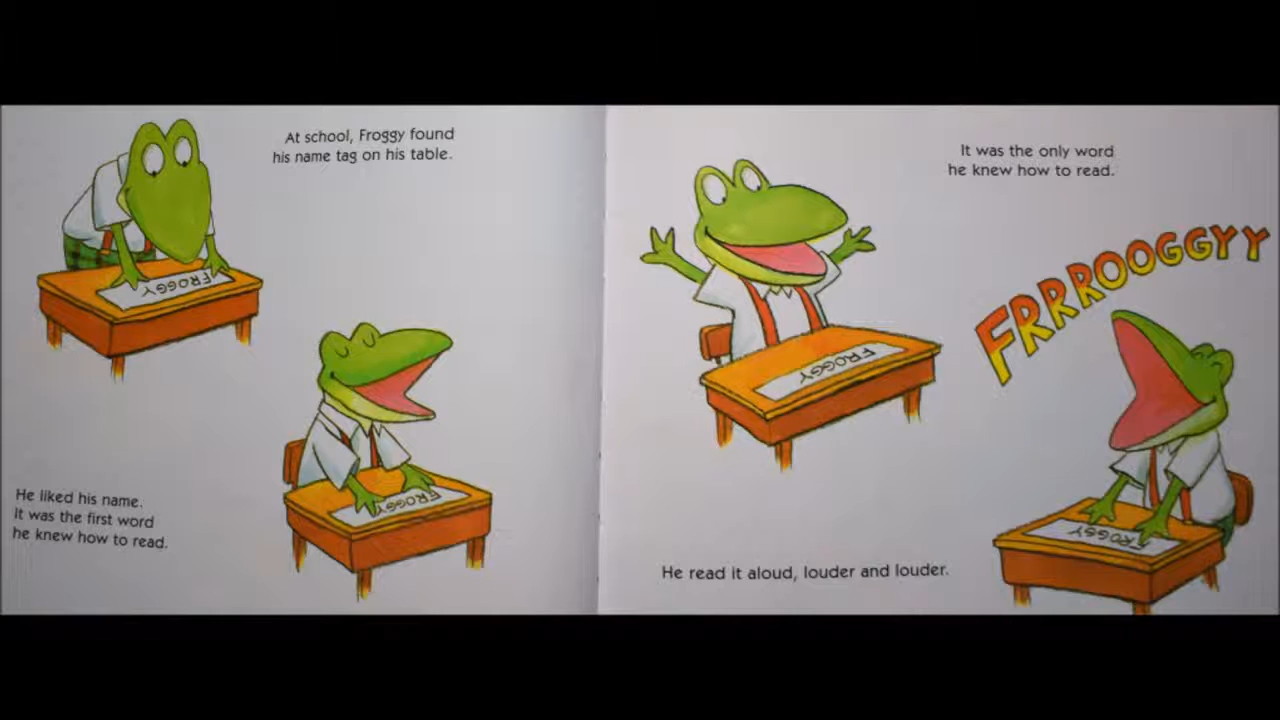 At school, Froggy found
his name tag on his table.
FROGGY
FROGGY
He liked his name.
It was the first word
he knew how to read.
It was the only word
he knew how to read.
FROGGY
FRRROOGGGYY
FROGGY
He read it aloud, louder and louder.